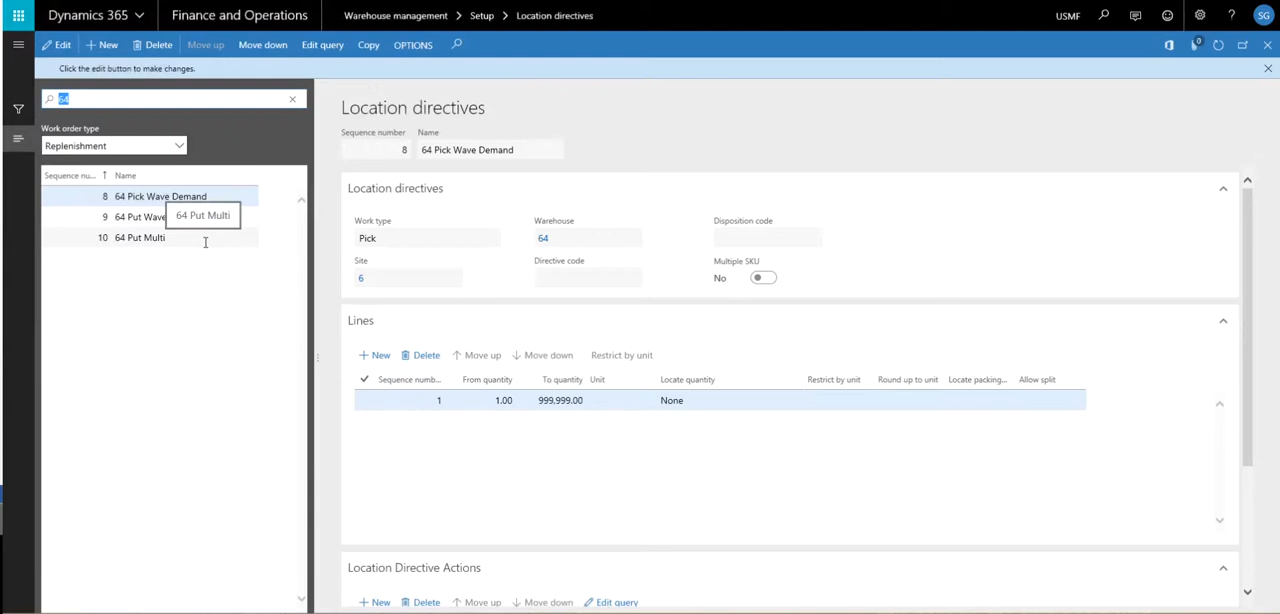 Dynamics 365 Finance and Operations Warehouse management Setup Location directives USMF 0 ? SG
Edit New Delete Move up Move down Edit query Copy OPTIONS
Click the edit button to make changes.
64
Work order type
Replenishment
Sequence nu... Name
8 64 Pick Wave Demand
9 64 Put Wave
64 Put Multi
10 64 Put Multi
Location directives
Sequence number Name
8 64 Pick Wave Demand
Location directives
Work type Warehouse Disposition code
Pick 64
Site Directive code Multiple SKU
6 No
Lines
New Delete Move up Move down Restrict by unit
Sequence numb... From quantity To quantity Unit Locate quantity Restrict by unit Round up to unit Locate packing... Allow split
1 1.00 999,999.00 None
Location Directive Actions
New Delete Move up Move down Edit query